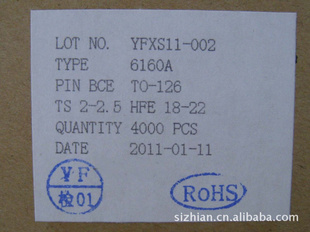 LOT NO. YFXS11-002
TYPE 6160A
PIN BCE TO-126
TS 2-2.5 HFE 18-22
QUANTITY 4000 PCS
DATE 2011-01-11
YF
检01
RoHS
sizhian.cn.alibaba.com